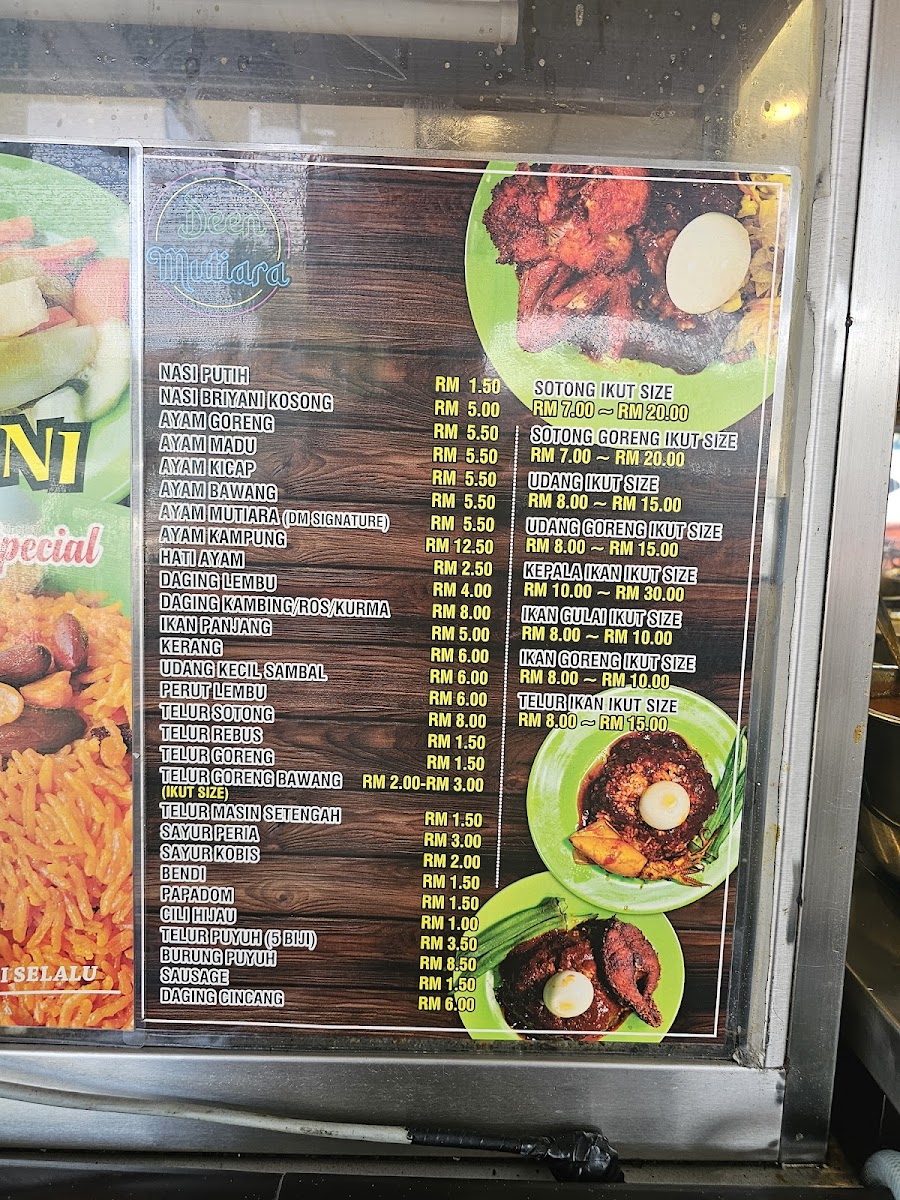 Deen
Mutiara
NASI PUTIH RM 1.50
NASI BRIYANI KOSONG RM 5.00
AYAM GORENG RM 5.50
AYAM MADU RM 5.50
AYAM KICAP RM 5.50
AYAM BAWANG RM 5.50
AYAM MUTIARA (DM SIGNATURE) RM 5.50
AYAM KAMPUNG RM 12.50
HATI AYAM RM 2.50
DAGING LEMBU RM 4.00
DAGING KAMBING/ROS/KURMA RM 8.00
IKAN PANJANG RM 5.00
KERANG RM 6.00
UDANG KECIL SAMBAL RM 6.00
PERUT LEMBU RM 6.00
TELUR SOTONG RM 8.00
TELUR REBUS RM 1.50
TELUR GORENG RM 1.50
TELUR GORENG BAWANG RM 2.00-RM 3.00
(IKUT SIZE)
TELUR MASIN SETENGAH RM 1.50
SAYUR PERIA RM 3.00
SAYUR KOBIS RM 2.00
BENDI RM 1.50
PAPADOM RM 1.50
CILI HIJAU RM 1.00
TELUR PUYUH (5 BIJI) RM 3.50
BURUNG PUYUH RM 8.50
SAUSAGE RM 1.50
DAGING CINCANG RM 6.00
SOTONG IKUT SIZE
RM 7.00 ~ RM 20.00
SOTONG GORENG IKUT SIZE
RM 7.00 ~ RM 20.00
UDANG IKUT SIZE
RM 8.00 ~ RM 15.00
UDANG GORENG IKUT SIZE
RM 8.00 ~ RM 15.00
KEPALA IKAN IKUT SIZE
RM 10.00 ~ RM 30.00
IKAN GULAI IKUT SIZE
RM 8.00 ~ RM 10.00
IKAN GORENG IKUT SIZE
RM 8.00 ~ RM 10.00
TELUR IKAN IKUT SIZE
RM 8.00 ~ RM 15.00
NI
pecial
I SELALU